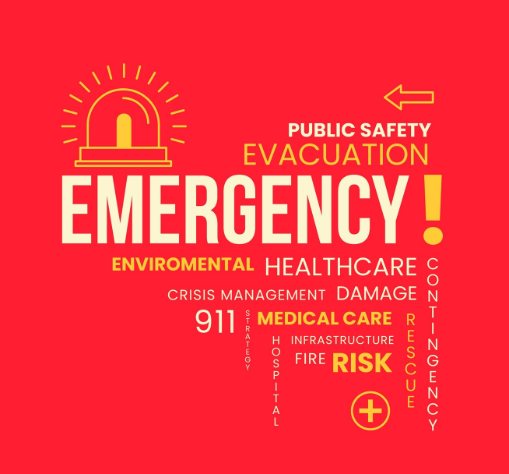 PUBLIC SAFETY
EVACUATION
EMERGENCY!
ENVIROMENTAL HEALTHCARE
CONTINGENCY
CRISIS MANAGEMENT DAMAGE
911
STRATEGY
MEDICAL CARE
RESCUE
HOSPITAL
INFRASTRUCTURE
FIRE RISK